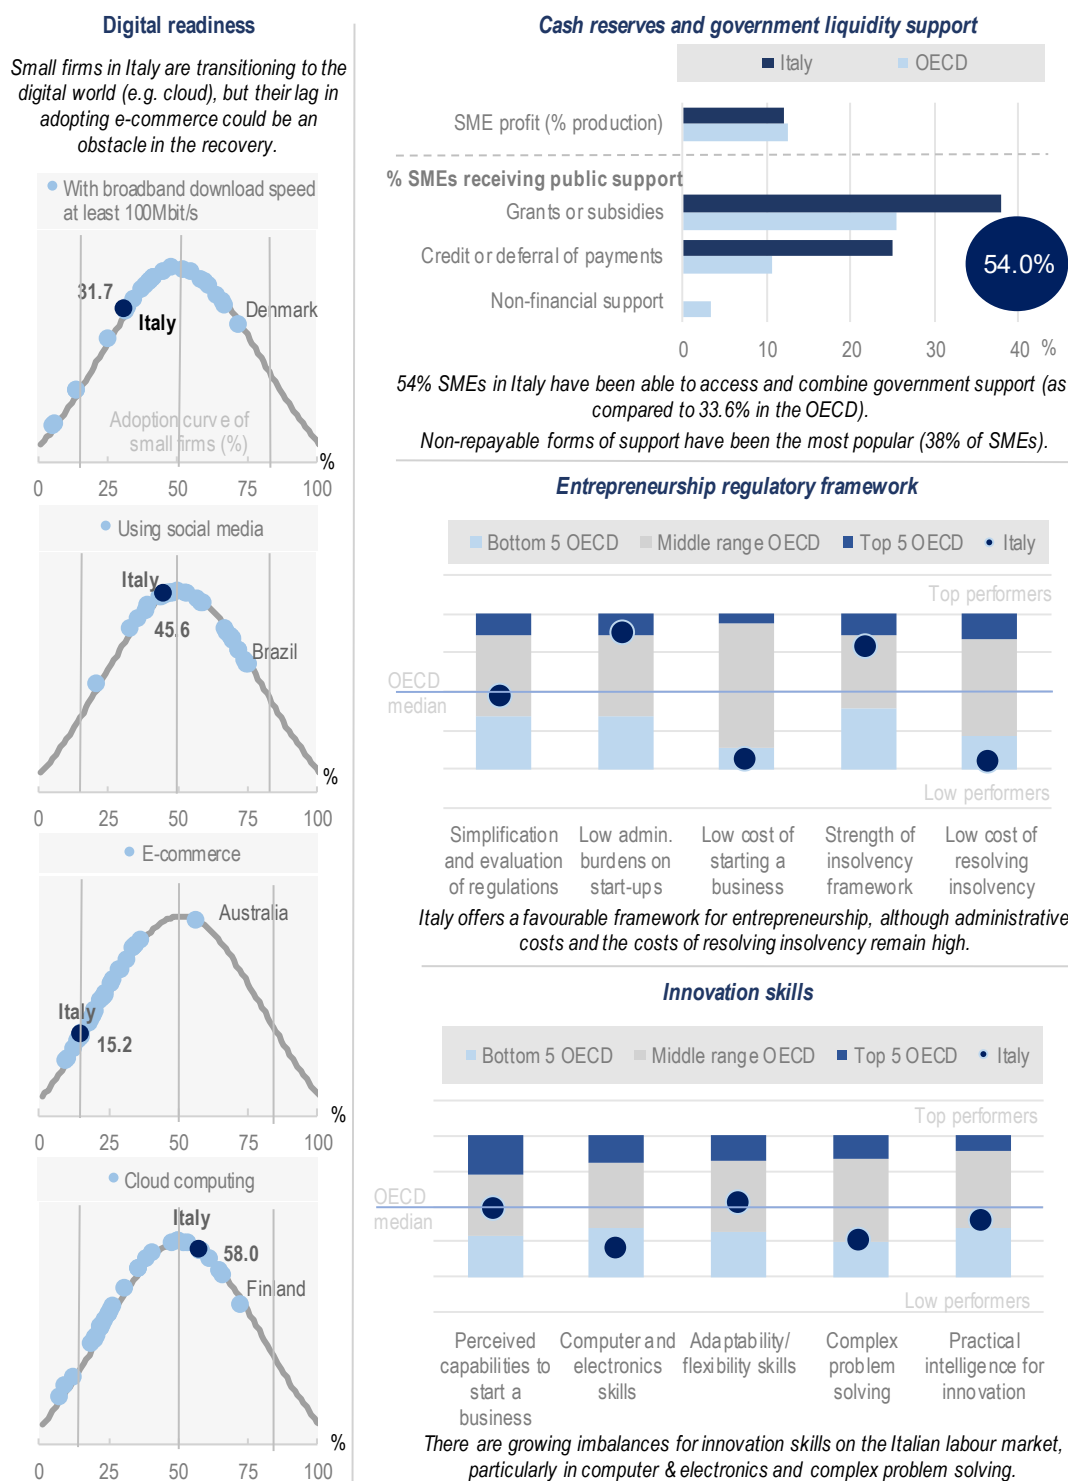 Digital readiness
Small firms in Italy are transitioning to the
digital world (e.g. cloud), but their lag in
adopting e-commerce could be an
obstacle in the recovery.
With broadband download speed
at least 100Mbit/s
31.7
Italy
Denmark
Adoption curve of
small firms (%)
%
0 25 50 75 100
Using social media
Italy
45.6
Brazil
%
0 25 50 75 100
E-commerce
Australia
Italy
15.2
%
0 25 50 75 100
Cloud computing
Italy
58.0
Finland
%
0 25 50 75 100
Cash reserves and government liquidity support
Italy OECD
SME profit (% production)
% SMEs receiving public support
Grants or subsidies
Credit or deferral of payments
Non-financial support
54.0%
0 10 20 30 40 %
54% SMEs in Italy have been able to access and combine government support (as
compared to 33.6% in the OECD).
Non-repayable forms of support have been the most popular (38% of SMEs).
Entrepreneurship regulatory framework
Bottom 5 OECD Middle range OECD Top 5 OECD Italy
Top performers
OECD
median
Low performers
Simplification
and evaluation
of regulations
Low admin.
burdens on
start-ups
Low cost of
starting a
business
Strength of
insolvency
framework
Low cost of
resolving
insolvency
Italy offers a favourable framework for entrepreneurship, although administrative
costs and the costs of resolving insolvency remain high.
Innovation skills
Bottom 5 OECD Middle range OECD Top 5 OECD Italy
Top performers
OECD
median
Low performers
Perceived
capabilities to
start a
business
Computer and
electronics
skills
Adaptability/
flexibility skills
Complex
problem
solving
Practical
intelligence for
innovation
There are growing imbalances for innovation skills on the Italian labour market,
particularly in computer & electronics and complex problem solving.